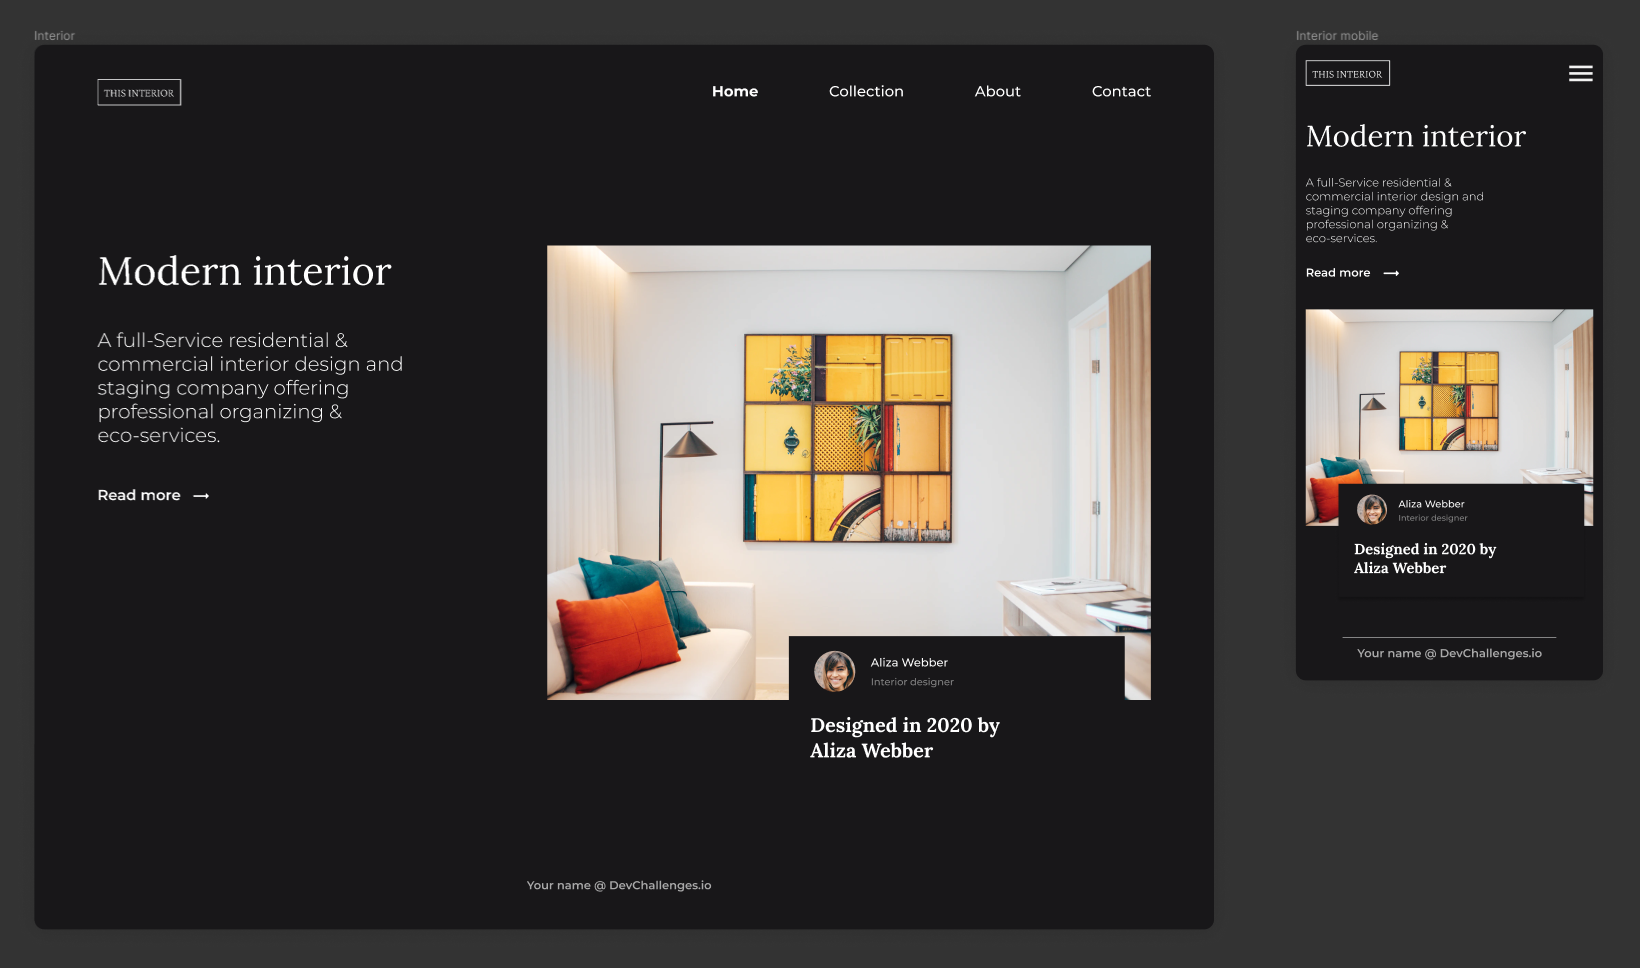 Interior
THIS INTERIOR
Home
Collection
About
Contact
Modern interior
A full-Service residential &
commercial interior design and
staging company offering
professional organizing &
eco-services.
Read more
Aliza Webber
Interior designer
Designed in 2020 by
Aliza Webber
Your name @ DevChallenges.io
Interior mobile
THIS INTERIOR
Modern interior
A full-Service residential &
commercial interior design and
staging company offering
professional organizing &
eco-services.
Read more
Aliza Webber
Interior designer
Designed in 2020 by
Aliza Webber
Your name @ DevChallenges.io